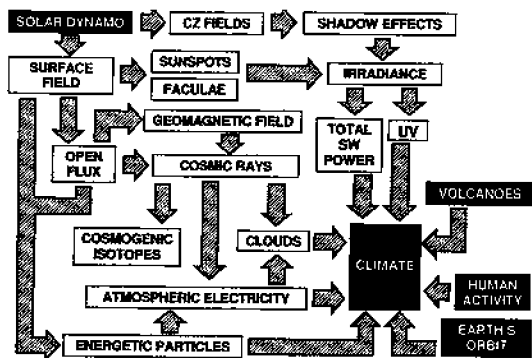 SOLAR DYNAMO
CZ FIELDS
SHADOW EFFECTS
SURFACE
FIELD
SUNSPOTS
FACULAE
IRRADIANCE
GEOMAGNETIC FIELD
TOTAL
SW
POWER
UV
OPEN
FLUX
COSMIC RAYS
VOLCANOES
COSMOGENIC
ISOTOPES
CLOUDS
CLIMATE
ATMOSPHERIC ELECTRICITY
HUMAN
ACTIVITY
ENERGETIC PARTICLES
EARTH'S
ORBIT